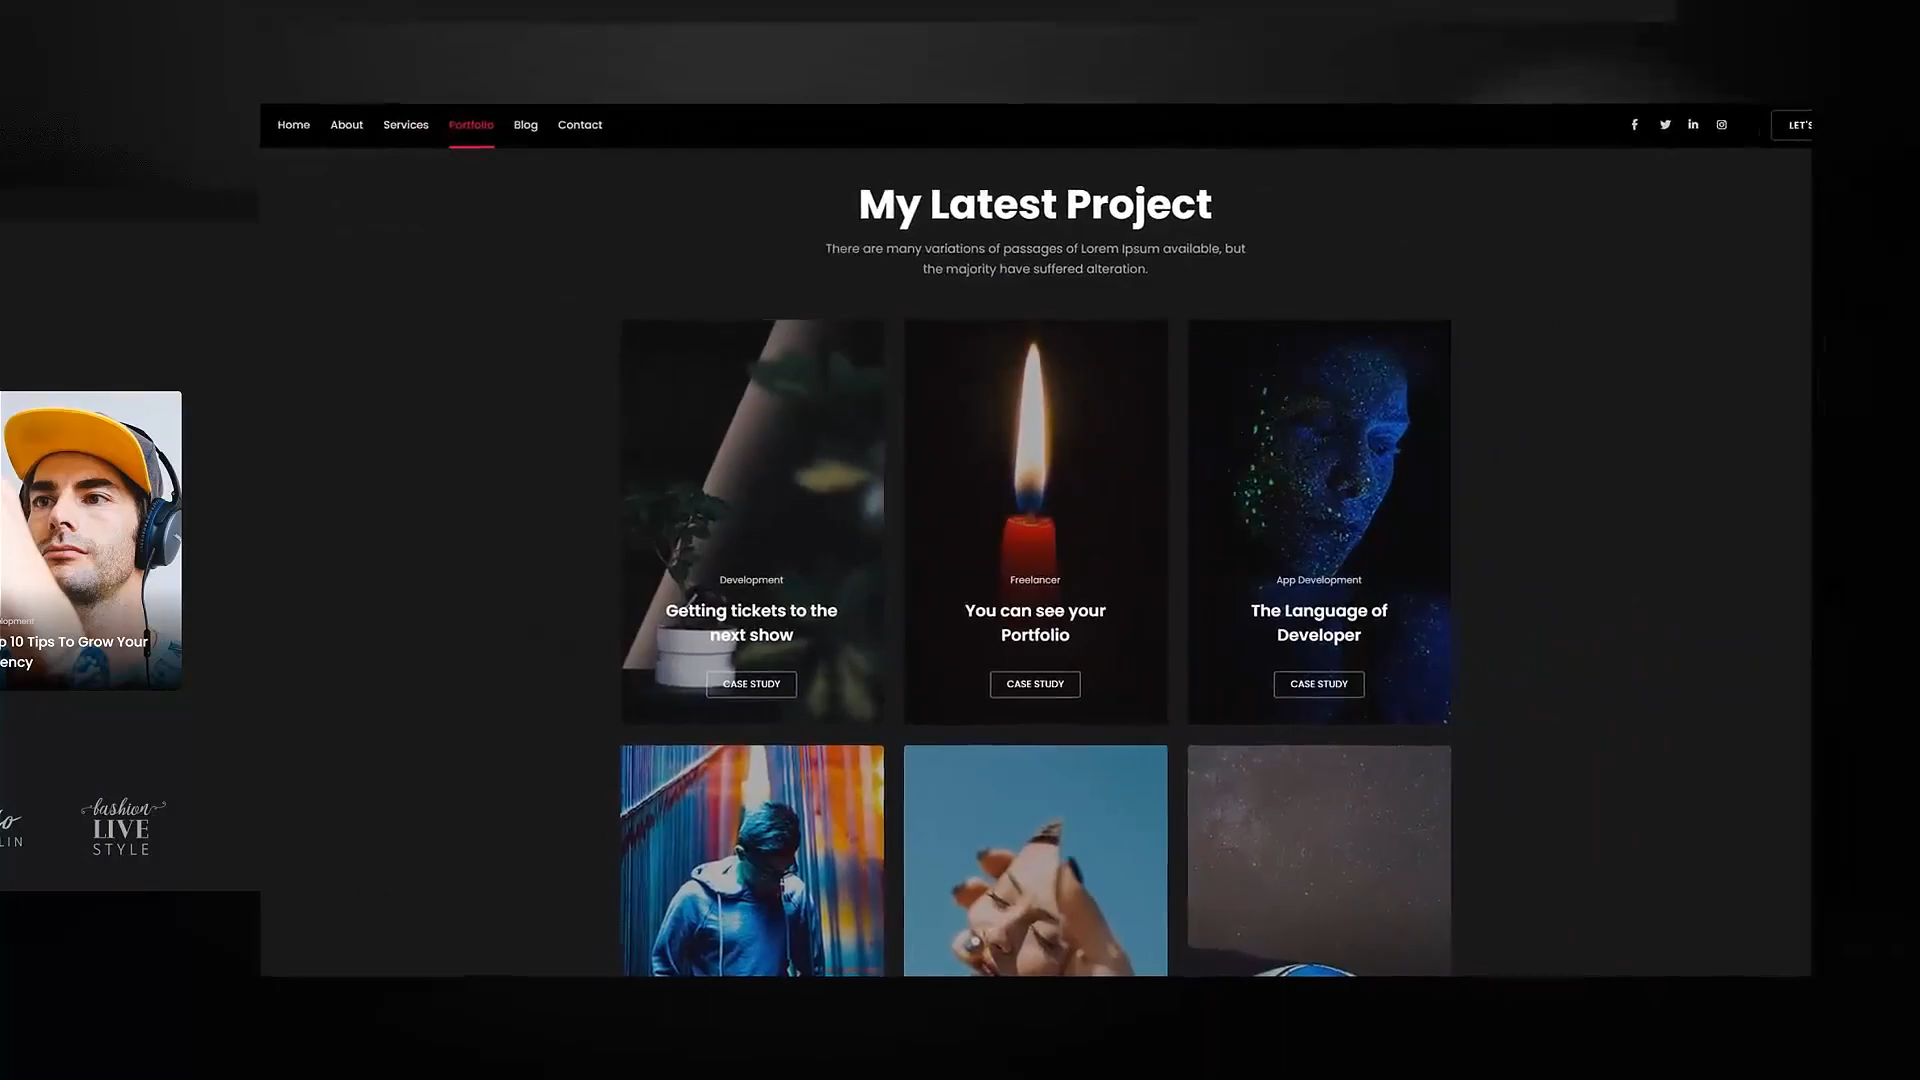 Home About Services Portfolio Blog Contact
LET'S
My Latest Project
There are many variations of passages of Lorem Ipsum available, but
the majority have suffered alteration.
Development
Getting tickets to the
next show
CASE STUDY
Freelancer
You can see your
Portfolio
CASE STUDY
App Development
The Language of
Developer
CASE STUDY
10 Tips To Grow Your
fashion
LIVE
STYLE